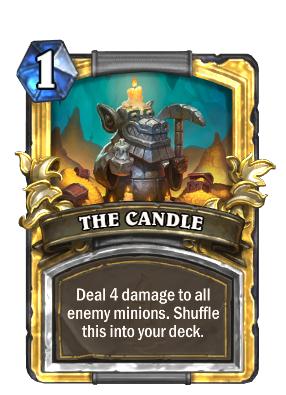 1
THE CANDLE
Deal 4 damage to all
enemy minions. Shuffle
this into your deck.